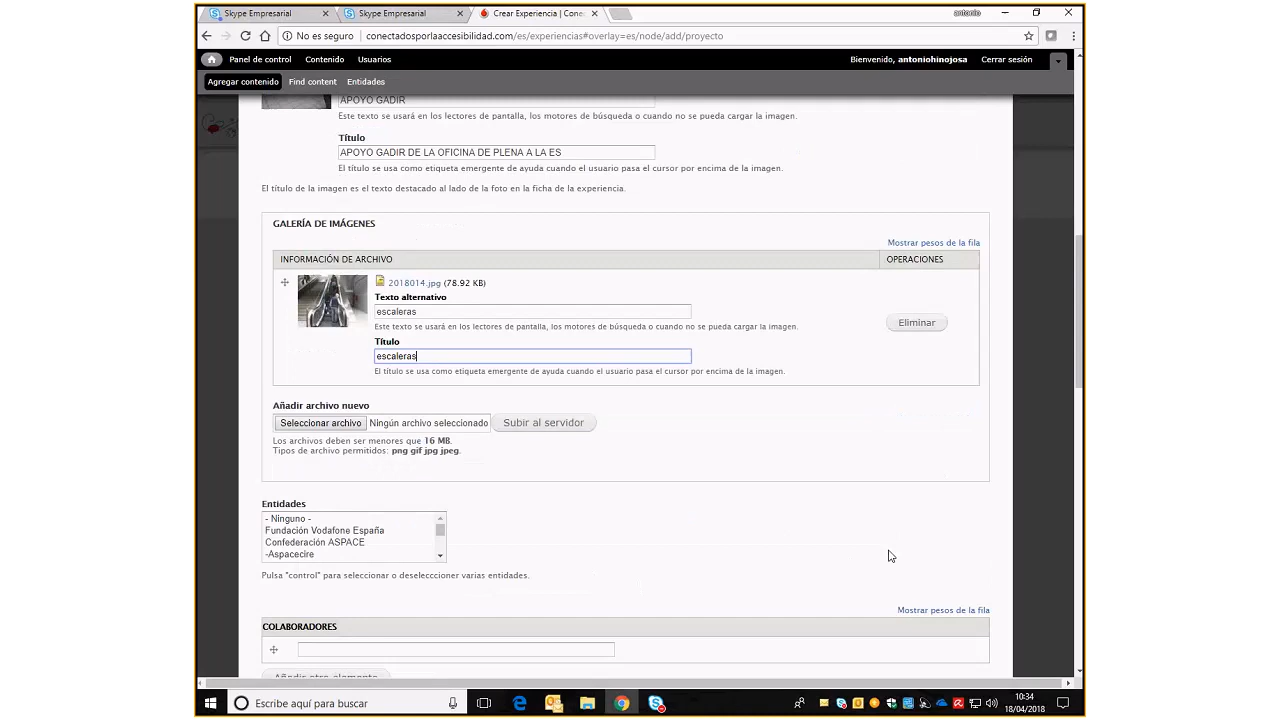 Skype Empresarial
Skype Empresarial
Crear Experiencia | Cone
antonio
No es seguro
conectadosporlaaccesibilidad.com/es/experiencias#overlay=es/node/add/proyecto
Panel de control Contenido Usuarios
Bienvenido, antoniohinojosa Cerrar sesión
Agregar contenido Find content Entidades
APOYO GADIR
Este texto se usará en los lectores de pantalla, los motores de búsqueda o cuando no se pueda cargar la imagen.
Título
APOYO GADIR DE LA OFICINA DE PLENA A LA ES
El título se usa como etiqueta emergente de ayuda cuando el usuario pasa el cursor por encima de la imagen.
El título de la imagen es el texto destacado al lado de la foto en la ficha de la experiencia.
GALERÍA DE IMÁGENES
Mostrar pesos de la fila
INFORMACIÓN DE ARCHIVO
OPERACIONES
2018014.jpg (78.92 KB)
Texto alternativo
escaleras
Este texto se usará en los lectores de pantalla, los motores de búsqueda o cuando no se pueda cargar la imagen.
Eliminar
Título
escaleras
El título se usa como etiqueta emergente de ayuda cuando el usuario pasa el cursor por encima de la imagen.
Añadir archivo nuevo
Seleccionar archivo Ningún archivo seleccionado Subir al servidor
Los archivos deben ser menores que 16 MB.
Tipos de archivo permitidos: png gif jpg jpeg.
Entidades
- Ninguno -
Fundación Vodafone España
Confederación ASPACE
-Aspacecire
Pulsa "control" para seleccionar o deselecccionar varias entidades.
Mostrar pesos de la fila
COLABORADORES
Añadir otro elemento
Escribe aquí para buscar
10:34
18/04/2018